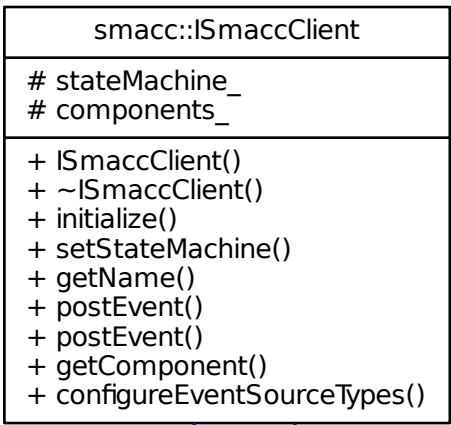 smacc::ISmaccClient
# stateMachine_
# components_
+ ISmaccClient()
+ ~ISmaccClient()
+ initialize()
+ setStateMachine()
+ getName()
+ postEvent()
+ postEvent()
+ getComponent()
+ configureEventSourceTypes()